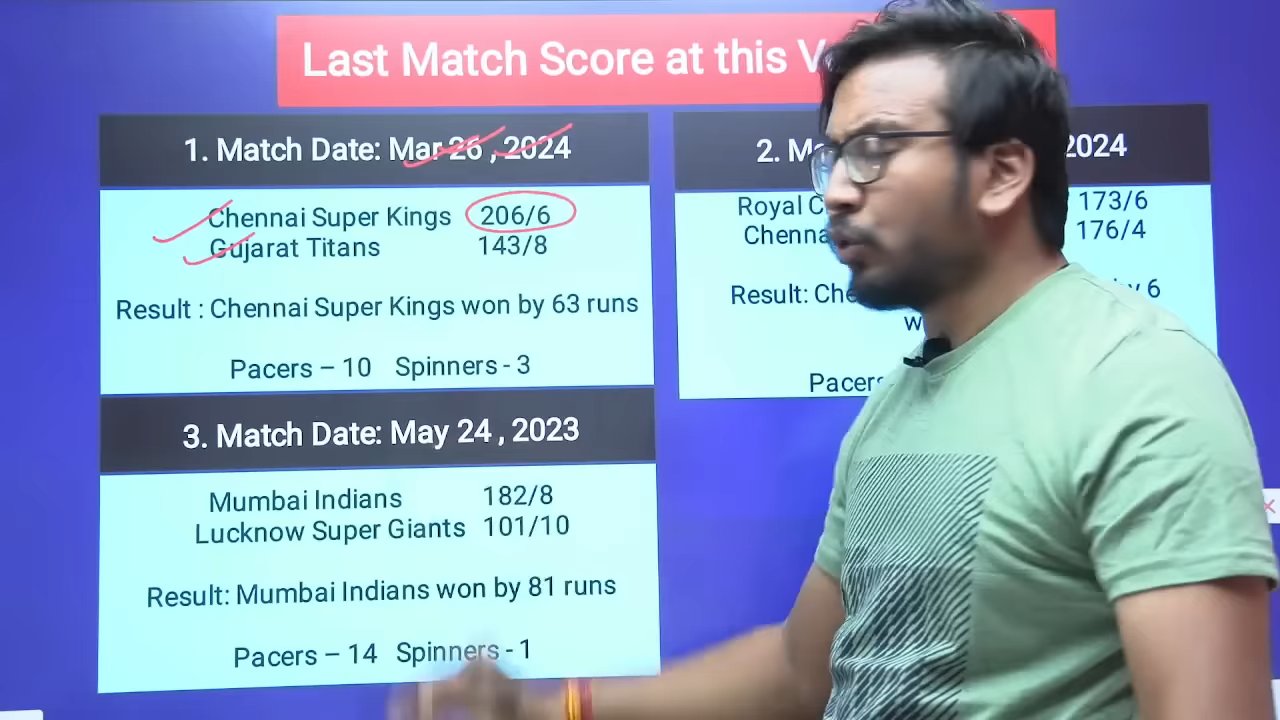 Last Match Score at this
1. Match Date: Mar 26 , 2024
Chennai Super Kings 206/6
Gujarat Titans 143/8
Result : Chennai Super Kings won by 63 runs
Pacers – 10 Spinners - 3
2. 2024
Royal 173/6
176/4
Result: 6
Pacers
3. Match Date: May 24 , 2023
Mumbai Indians 182/8
Lucknow Super Giants 101/10
Result: Mumbai Indians won by 81 runs
Pacers – 14 Spinners - 1